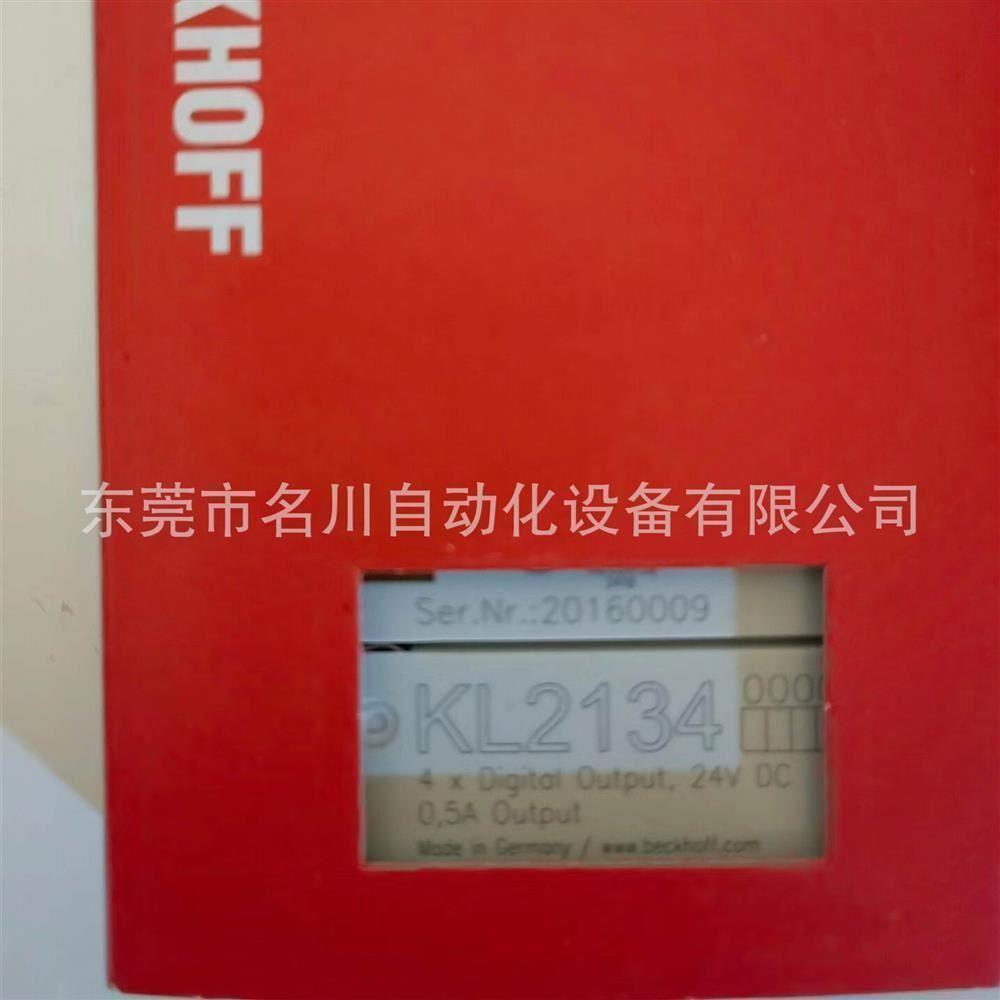 KHOFF
东莞市名川自动化设备有限公司
Ser.Nr.:20160009
KL2134
0000
4 x Digital Output, 24V DC
0,5A Output
Made in Germany / www.beckhoff.com